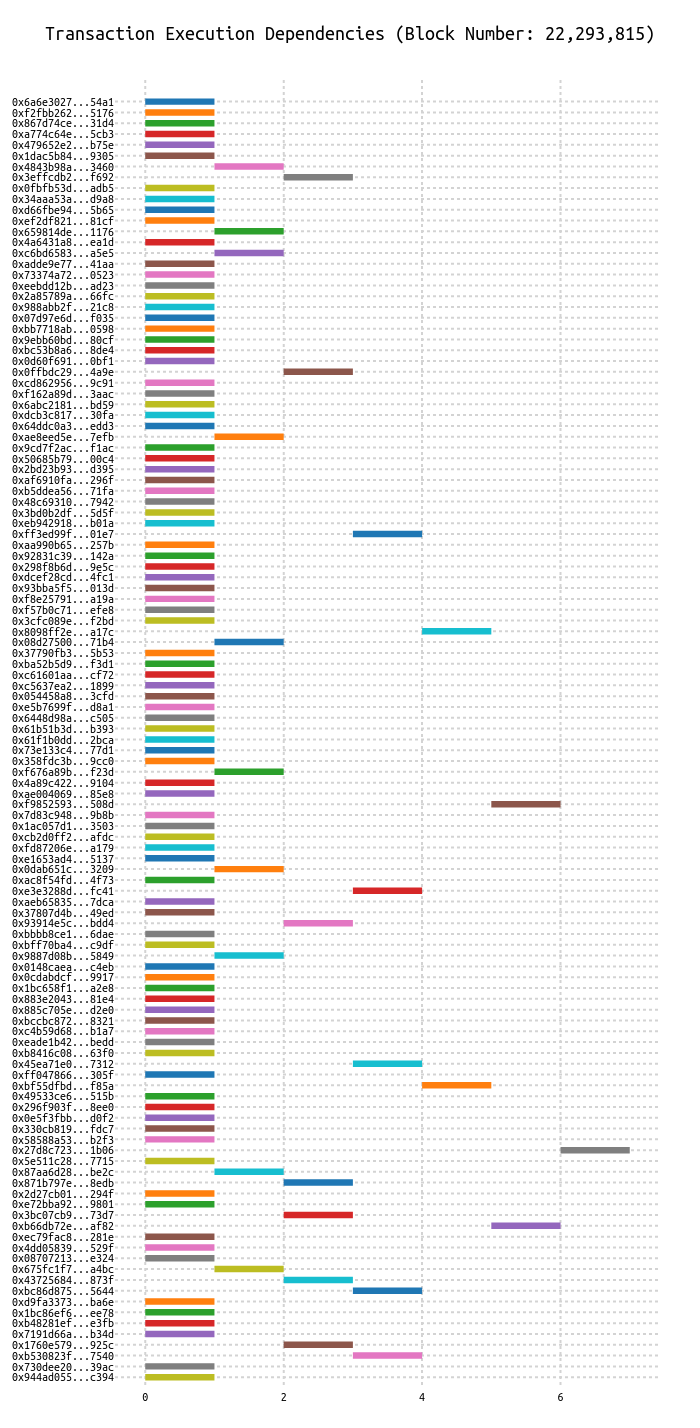 Transaction Execution Dependencies (Block Number: 22,293,815)
0x6a6e3027...54a1
0xf2fbb262...5176
0x867d74ce...31d4
0xa774c64e...5cb3
0x479652e2...b75e
0x1dac5b84...9305
0x4843b98a...3460
0x3effcdb2...f692
0x0fbfb53d...adb5
0x34aaa53a...d9a8
0xd66fbe94...5b65
0xef2df821...81cf
0x659814de...1176
0x4a6431a8...ea1d
0xc6bd6583...a5e5
0xadde9e77...41aa
0x73374a72...0523
0xeebdd12b...ad23
0x2a85789a...66fc
0x988abb2f...21c8
0x07d97e6d...f035
0xbb7718ab...0598
0x9ebb60bd...80cf
0xbc53b8a6...8de4
0x0d60f691...0bf1
0x0ffbdc29...4a9e
0xcd862956...9c91
0xf162a89d...3aac
0x6abc2181...bd59
0xdcb3c817...30fa
0x64ddc0a3...edd3
0xae8eed5e...7efb
0x9cd7f2ac...f1ac
0x50685b79...00c4
0x2bd23b93...d395
0xaf6910fa...296f
0xb5ddea56...71fa
0x48c69310...7942
0x3bd0b2df...5d5f
0xeb942918...b01a
0xff3ed99f...01e7
0xaa990b65...257b
0x92831c39...142a
0x298f8b6d...9e5c
0xdcef28cd...4fc1
0x93bba5f5...013d
0xf8e25791...a19a
0xf57b0c71...efe8
0x3cfc089e...f2bd
0x8098ff2e...a17c
0x08d27500...71b4
0x37790fb3...5b53
0xba52b5d9...f3d1
0xc61601aa...cf72
0xc5637ea2...1899
0x054458a8...3cfd
0xe5b7699f...d8a1
0x6448d98a...c505
0x61b51b3d...b393
0x61f1b0dd...2bca
0x73e133c4...77d1
0x358fdc3b...9cc0
0xf676a89b...f23d
0x4a89c422...9104
0xae004069...85e8
0xf9852593...508d
0x7d83c948...9b8b
0x1ac057d1...3503
0xcb2d0ff2...afdc
0xfd87206e...a179
0xe1653ad4...5137
0x0dab651c...3209
0xac8f54fd...4f73
0xe3e3288d...fc41
0xaeb65835...7dca
0x37807d4b...49ed
0x93914e5c...bdd4
0xbbbb8ce1...6dae
0xbff70ba4...c9df
0x9887d08b...5849
0x0148caea...c4eb
0x0cdabdcf...9917
0x1bc658f1...a2e8
0x883e2043...81e4
0x885c705e...d2e0
0xbccbc872...8321
0xc4b59d68...b1a7
0xeade1b42...bedd
0xb8416c08...63f0
0x45ea71e0...7312
0xff047866...305f
0xbf55dfbd...f85a
0x49533ce6...515b
0x296f903f...8ee0
0x0e5f3fbb...d0f2
0x330cb819...fdc7
0x58588a53...b2f3
0x27d8c723...1b06
0x5e511c28...7715
0x87aa6d28...be2c
0x871b797e...8edb
0x2d27cb01...294f
0xe72bba92...9801
0x3bc07cb9...73d7
0xb66db72e...af82
0xec79fac8...281e
0x4dd05839...529f
0x08707213...e324
0x675fc1f7...a4bc
0x43725684...873f
0xbc86d875...5644
0xd9fa3373...ba6e
0x1bc86ef6...ee78
0xb48281ef...e3fb
0x7191d66a...b34d
0x1760e579...925c
0xb530823f...7540
0x730dee20...39ac
0x944ad055...c394
0 2 4 6